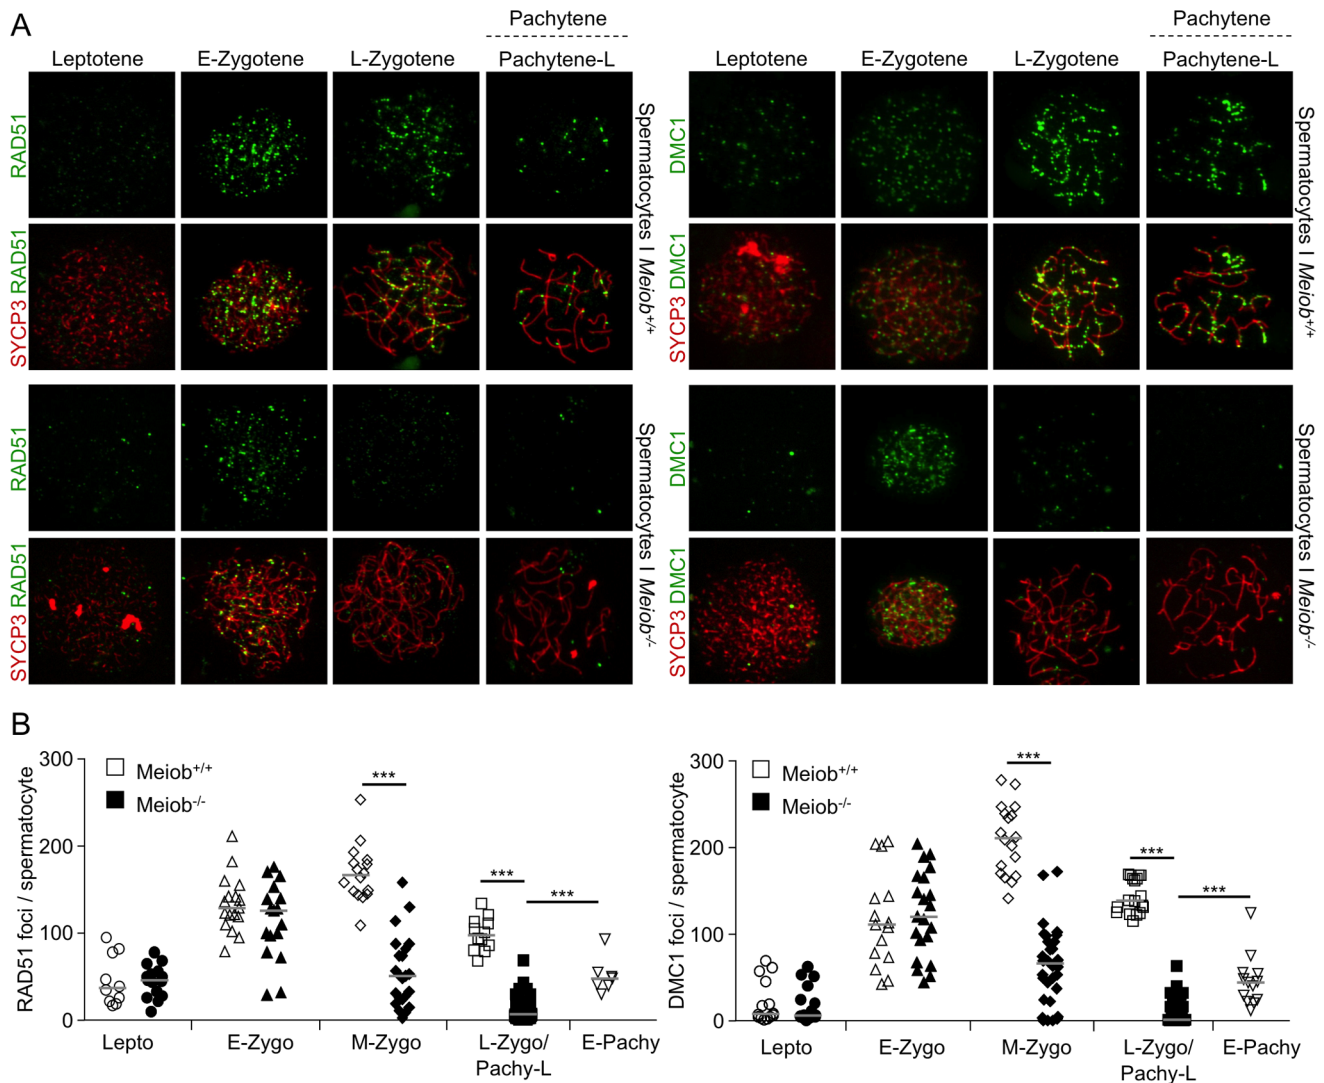 A
Pachytene
Leptotene E-Zygotene L-Zygotene Pachytene-L
RAD51
SYCP3 RAD51
Spermatocytes I Meiob+/+
RAD51
SYCP3 RAD51
Spermatocytes I Meiob-/-
Pachytene
Leptotene E-Zygotene L-Zygotene Pachytene-L
DMC1
SYCP3 DMC1
Spermatocytes I Meiob+/+
DMC1
SYCP3 DMC1
Spermatocytes I Meiob-/-
B
RAD51 foci / spermatocyte
300
200
100
0
Meiob+/+
Meiob-/-
***
***
***
Lepto E-Zygo M-Zygo L-Zygo/ E-Pachy
Pachy-L
DMC1 foci / spermatocyte
300
200
100
0
Meiob+/+
Meiob-/-
***
***
***
Lepto E-Zygo M-Zygo L-Zygo/ E-Pachy
Pachy-L